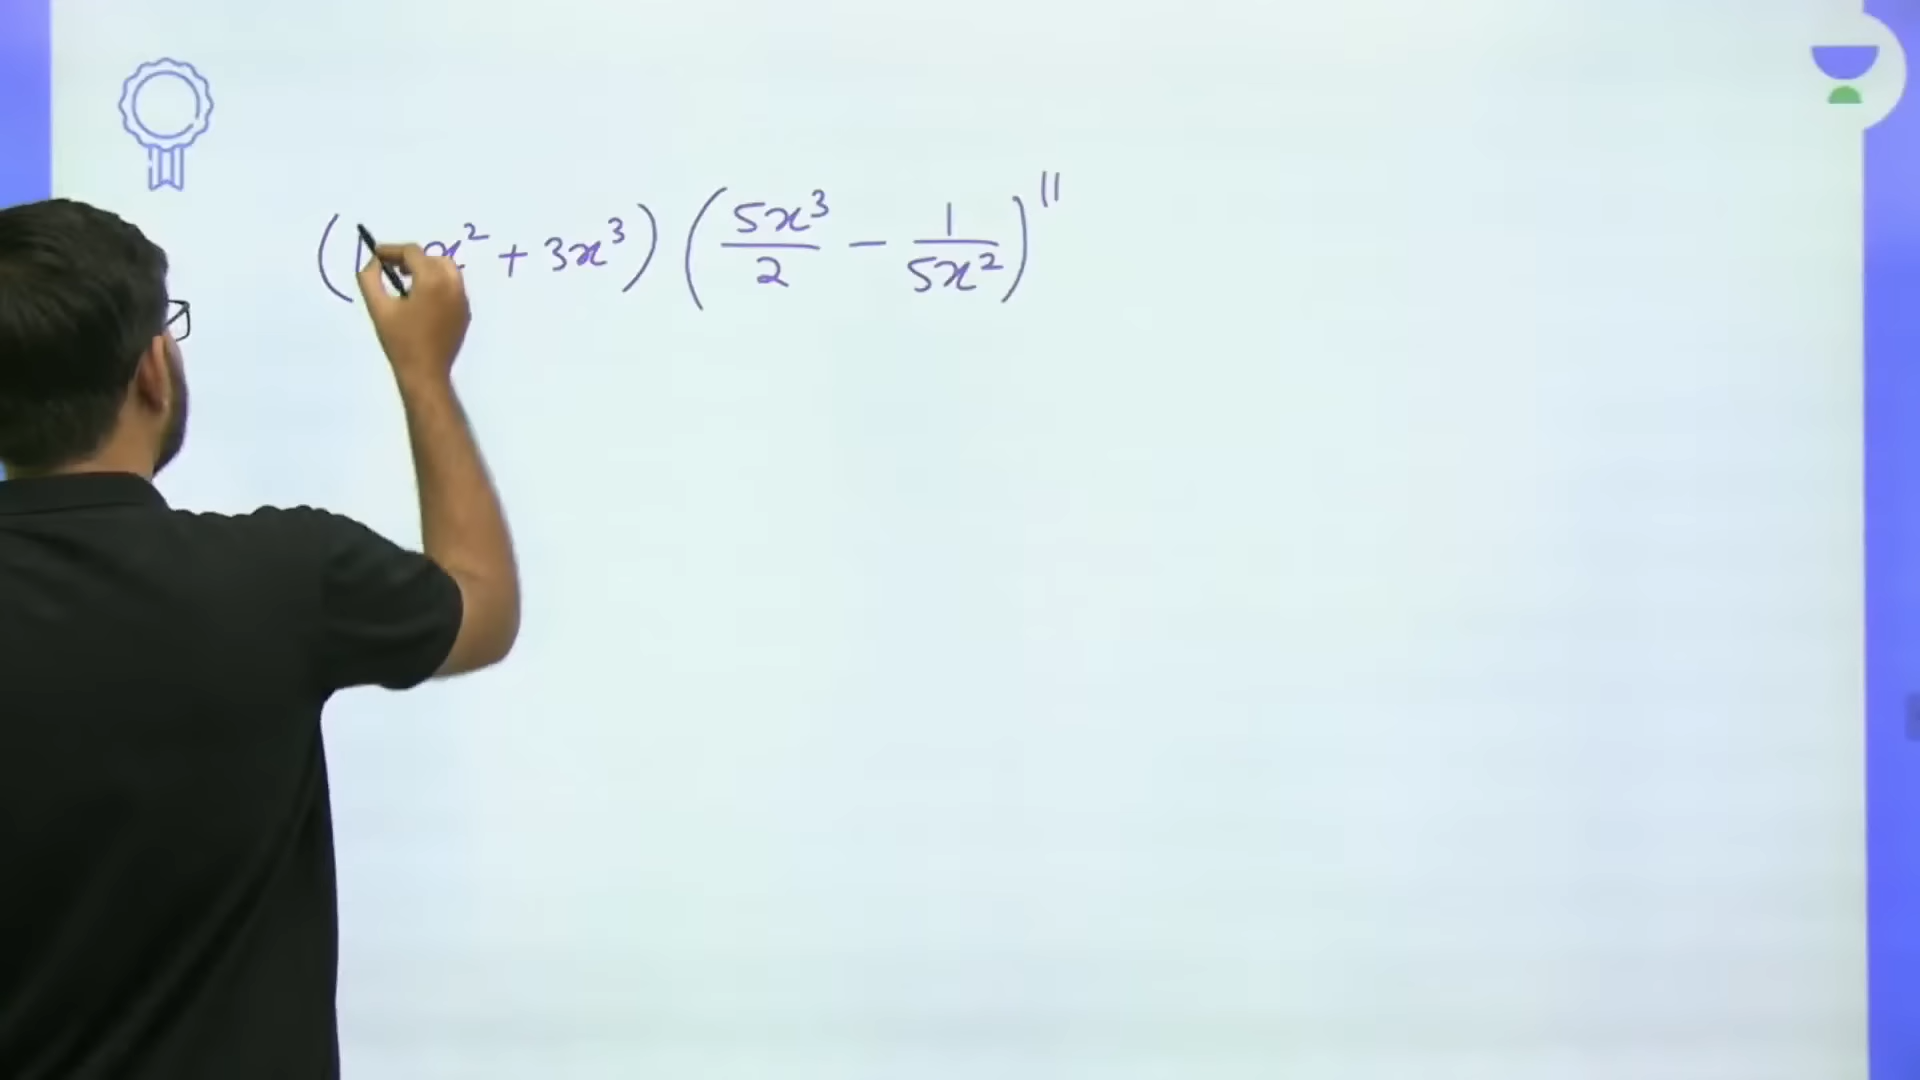 ( x² + 3x³) (5x³/2 − 1/5x²)¹¹